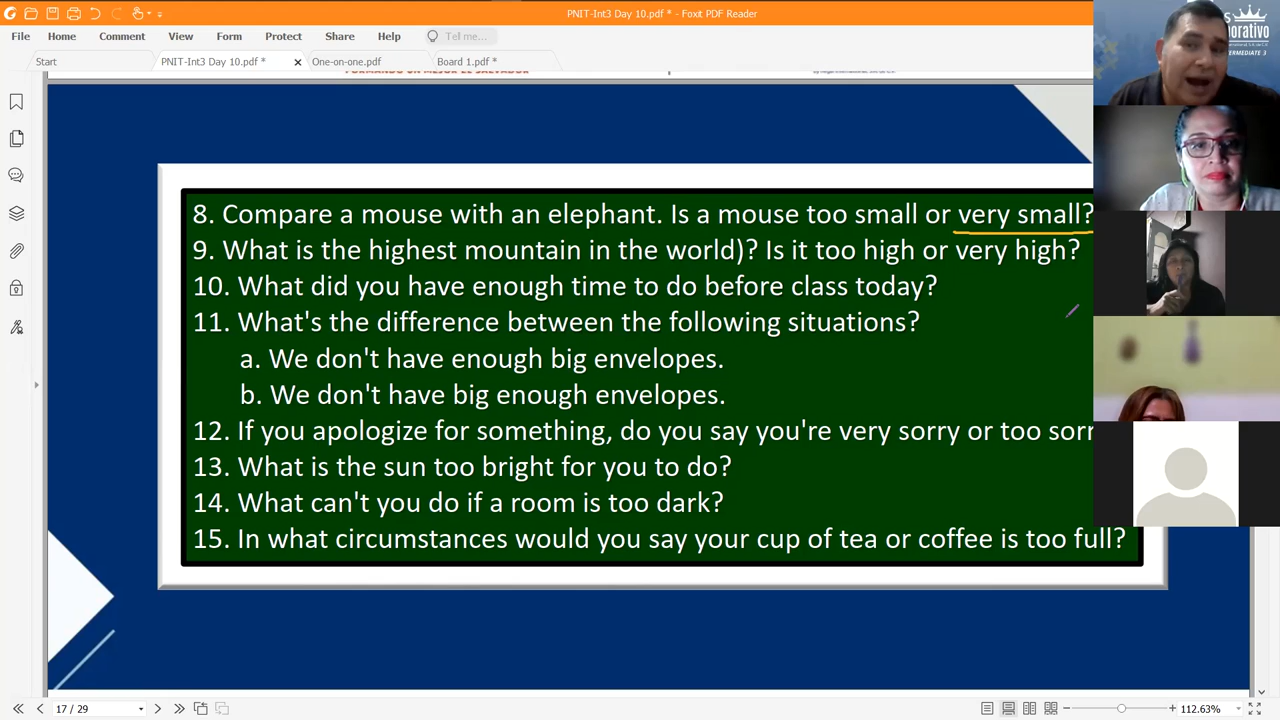 PNIT-Int3 Day 10.pdf * - Foxit PDF Reader
File Home Comment View Form Protect Share Help Tell me...
Start PNIT-Int3 Day 10.pdf * One-on-one.pdf Board 1.pdf *
8. Compare a mouse with an elephant. Is a mouse too small or very small?
9. What is the highest mountain in the world)? Is it too high or very high?
10. What did you have enough time to do before class today?
11. What's the difference between the following situations?
a. We don't have enough big envelopes.
b. We don't have big enough envelopes.
12. If you apologize for something, do you say you're very sorry or too sorr
13. What is the sun too bright for you to do?
14. What can't you do if a room is too dark?
15. In what circumstances would you say your cup of tea or coffee is too full?
17 / 29
112.63%